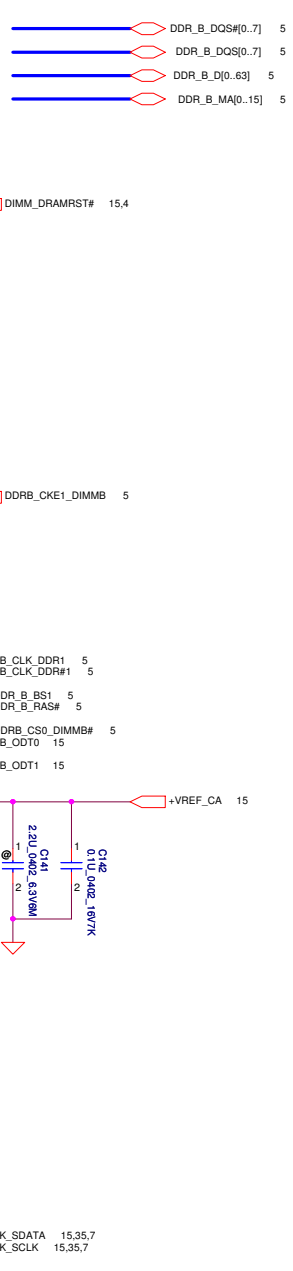 DDR_B_DQS#[0..7] 5
DDR_B_DQS[0..7] 5
DDR_B_D[0..63] 5
DDR_B_MA[0..15] 5
DIMM_DRAMRST# 15,4
DDRB_CKE1_DIMMB 5
B_CLK_DDR1 5
B_CLK_DDR#1 5
DR_B_BS1 5
DR_B_RAS# 5
DRB_CS0_DIMMB# 5
B_ODT0 15
B_ODT1 15
+VREF_CA 15
C141
2.2U_0402_6.3V6M
@
1
2
C142
0.1U_0402_16V7K
1
2
K_SDATA 15,35,7
K_SCLK 15,35,7